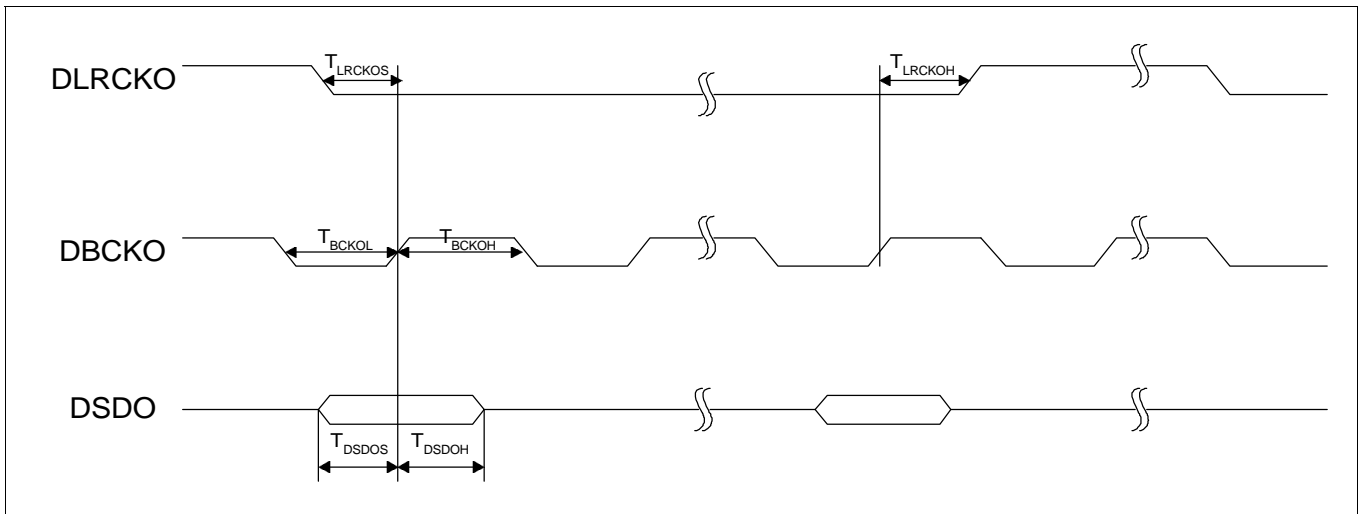 DLRCKO
TLRCKOS
TLRCKOH
DBCKO
TBCKOL
TBCKOH
DSDO
TDSDOS
TDSDOH